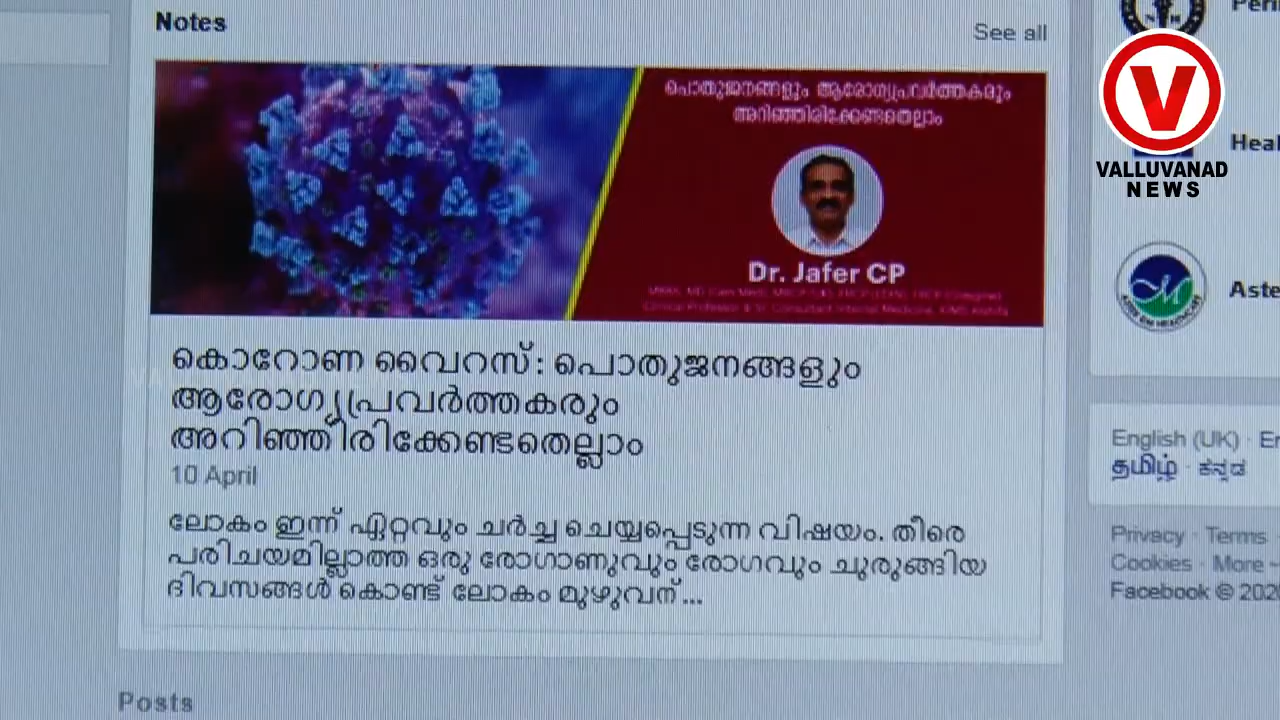 Notes
See all
പൊതുജനങ്ങളും ആരോഗ്യപ്രവർത്തകരും
അറിഞ്ഞിരിക്കേണ്ടതെല്ലാം
Dr. Jafer CP
കൊറോണ വൈറസ്: പൊതുജനങ്ങളും
ആരോഗ്യപ്രവർത്തകരും
അറിഞ്ഞിരിക്കേണ്ടതെല്ലാം
10 April
ലോകം ഇന്ന് ഏറ്റവും ചർച്ച ചെയ്യപ്പെടുന്ന വിഷയം. തീരെ
പരിചയമില്ലാത്ത ഒരു രോഗാണുവും രോഗവും ചുരുങ്ങിയ
ദിവസങ്ങൾ കൊണ്ട് ലോകം മുഴുവന്...
Posts
V
VALLUVANAD
NEWS
Heal
Aste
English (UK) ·
தமிழ் · ಕನ್ನಡ
Privacy · Terms ·
Cookies · More
Facebook © 202